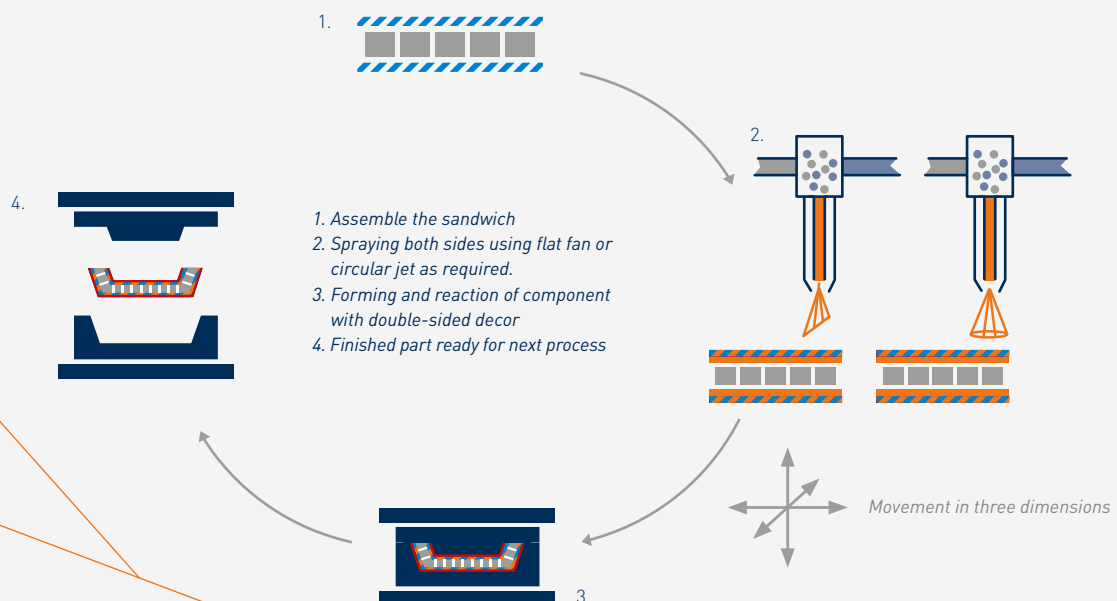 1.
2.
4.
1. Assemble the sandwich
2. Spraying both sides using flat fan or
circular jet as required.
3. Forming and reaction of component
with double-sided decor
4. Finished part ready for next process
Movement in three dimensions
3.